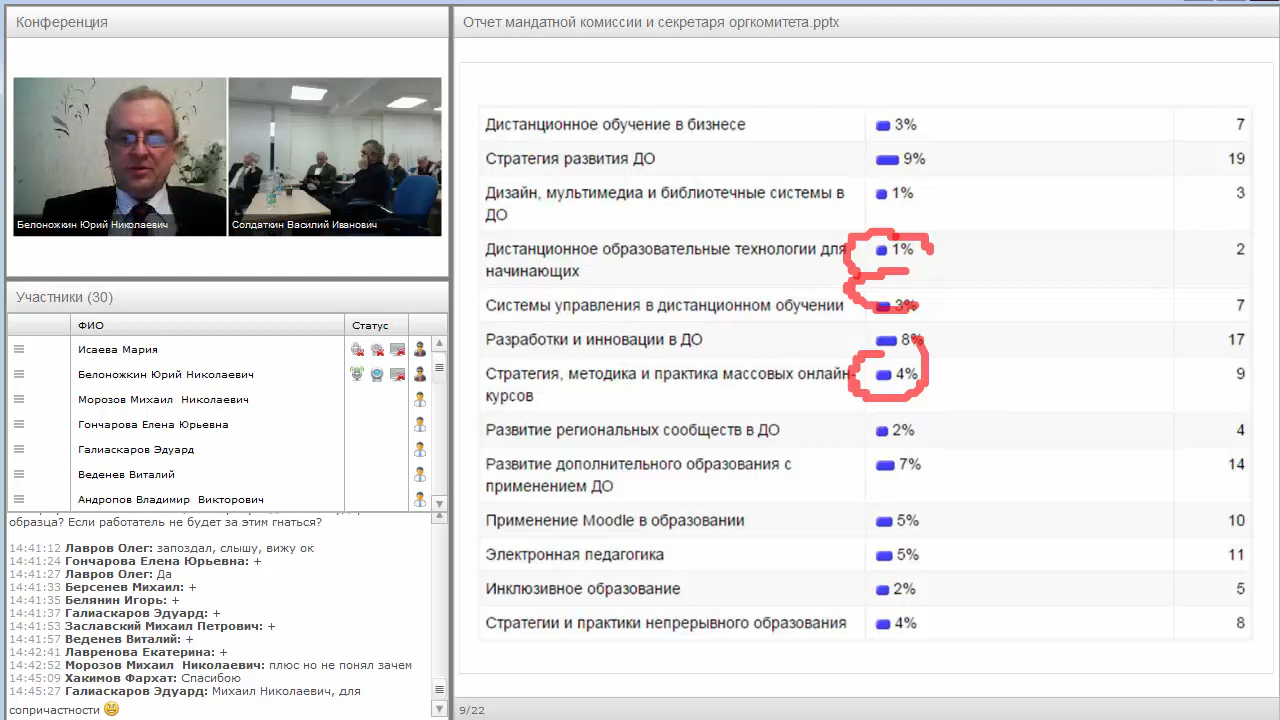 Конференция
Белоножкин Юрий Николаевич
Солдаткин Василий Иванович
Участники (30)
ФИО Статус
Исаева Мария
Белоножкин Юрий Николаевич
Морозов Михаил Николаевич
Гончарова Елена Юрьевна
Галиаскаров Эдуард
Веденев Виталий
Андропов Владимир Викторович
образца? Если работатель не будет за этим гнаться?
14:41:12 Лавров Олег: запоздал, слышу, вижу ок
14:41:24 Гончарова Елена Юрьевна: +
14:41:27 Лавров Олег: Да
14:41:33 Берсенев Михаил: +
14:41:35 Белянин Игорь: +
14:41:37 Галиаскаров Эдуард: +
14:41:53 Заславский Михаил Петрович: +
14:41:57 Веденев Виталий: +
14:42:41 Лавренова Екатерина: +
14:42:52 Морозов Михаил Николаевич: плюс но не понял зачем
14:45:09 Хакимов Фархат: Спасибою
14:45:27 Галиаскаров Эдуард: Михаил Николаевич, для
сопричастности
Отчет мандатной комиссии и секретаря оргкомитета.pptx
Дистанционное обучение в бизнесе 3% 7
Стратегия развития ДО 9% 19
Дизайн, мультимедиа и библиотечные системы в 1% 3
ДО
Дистанционное образовательные технологии для 1% 2
начинающих
Системы управления в дистанционном обучении 3% 7
Разработки и инновации в ДО 8% 17
Стратегия, методика и практика массовых онлайн- 4% 9
курсов
Развитие региональных сообществ в ДО 2% 4
Развитие дополнительного образования с 7% 14
применением ДО
Применение Moodle в образовании 5% 10
Электронная педагогика 5% 11
Инклюзивное образование 2% 5
Стратегии и практики непрерывного образования 4% 8
9/22